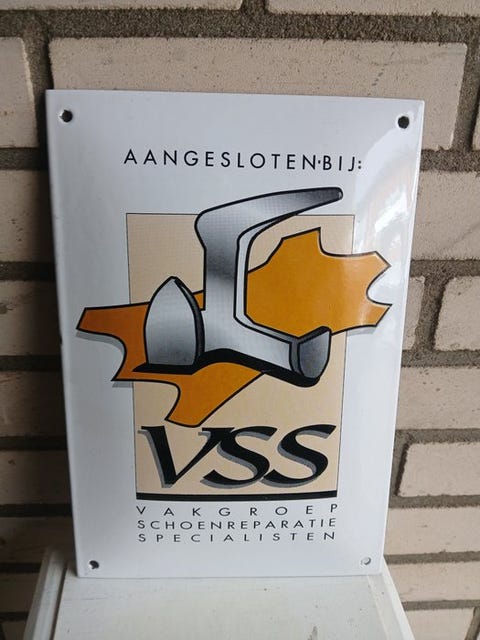 AANGESLOTEN·BIJ:
VSS
VAKGROEP
SCHOENREPARATIE
SPECIALISTEN